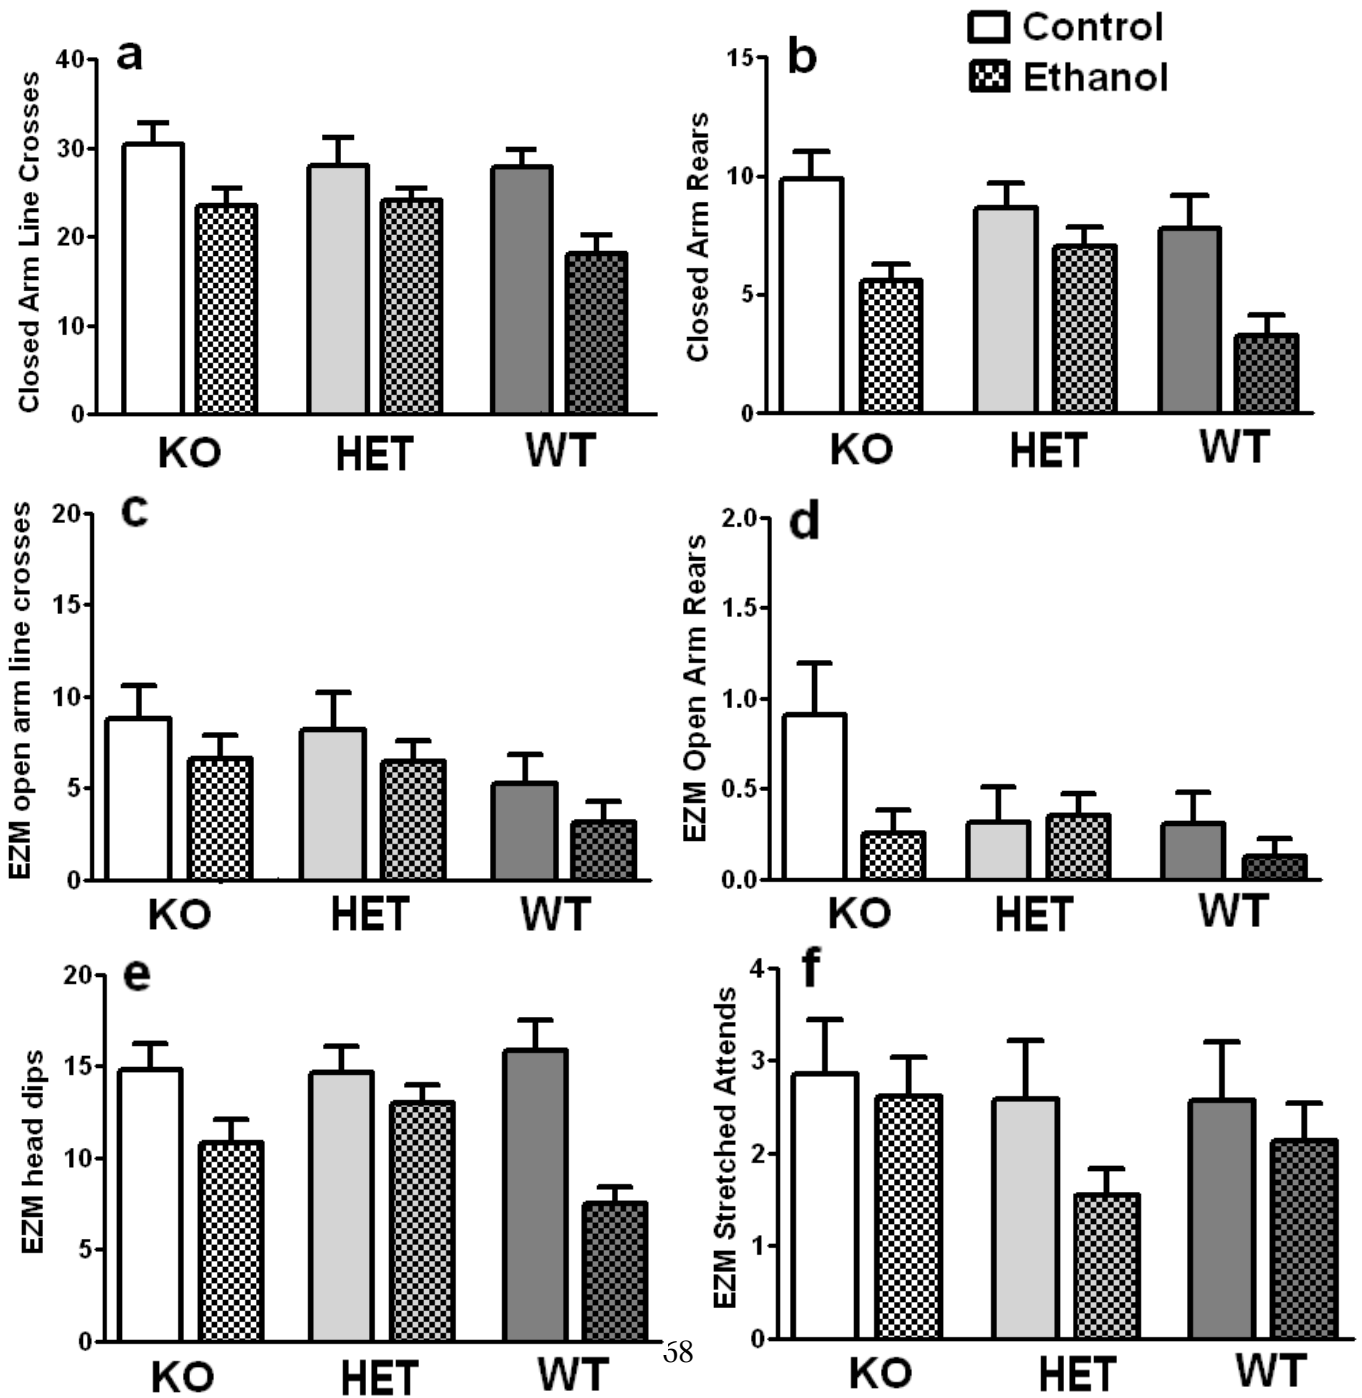 Control
Ethanol
a
Closed Arm Line Crosses
40
30
20
10
0
KO HET WT
b
Closed Arm Rears
15
10
5
0
KO HET WT
c
EZM open arm line crosses
20
15
10
5
0
KO HET WT
d
EZM Open Arm Rears
2.0
1.5
1.0
0.5
0.0
KO HET WT
e
EZM head dips
20
15
10
5
0
KO HET WT
f
EZM Stretched Attends
4
3
2
1
0
KO HET WT
58